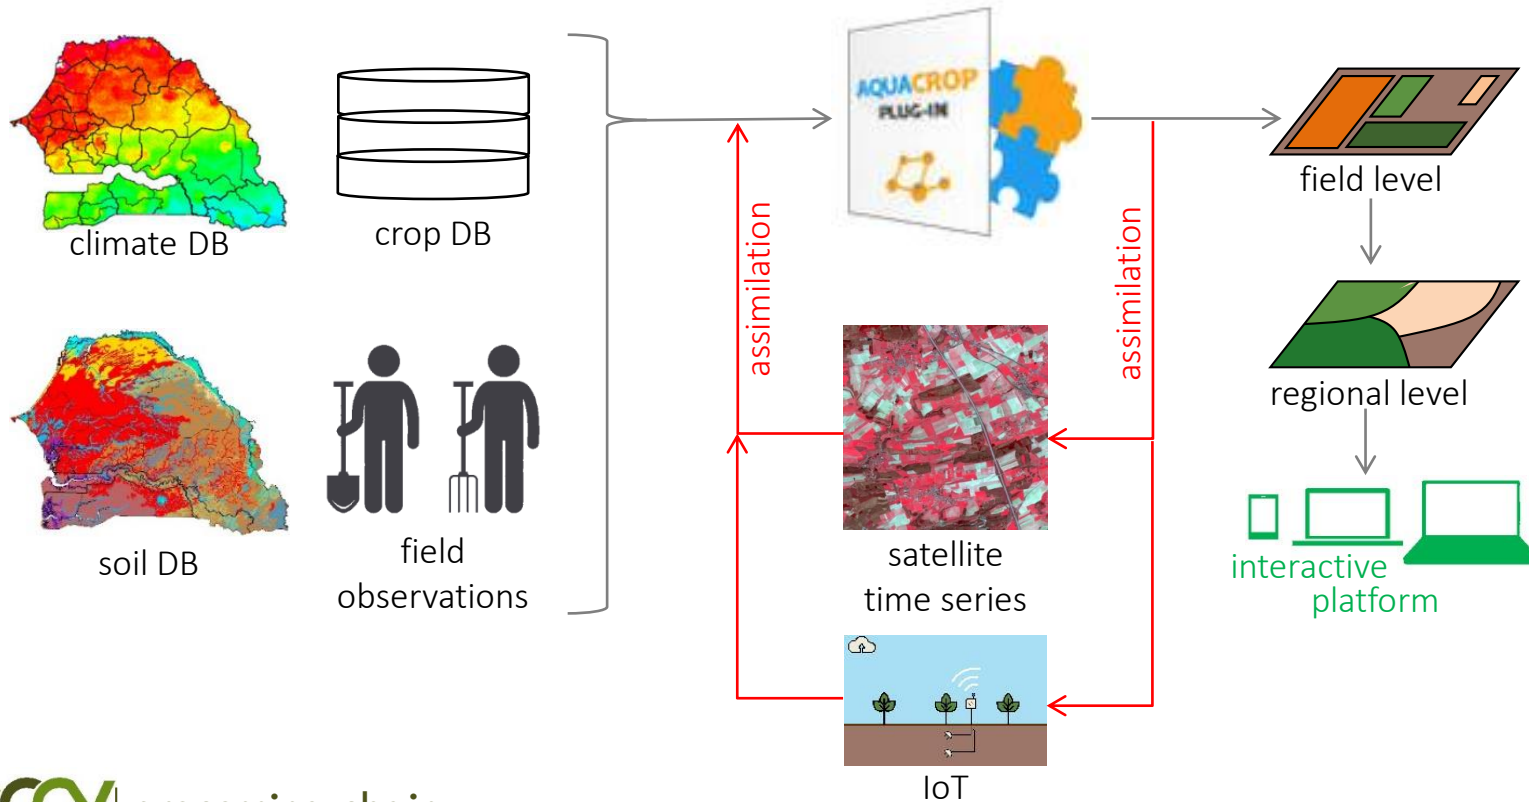 climate DB
crop DB
soil DB
field
observations
assimilation
AQUACROP
PLUG-IN
satellite
time series
IoT
assimilation
field level
regional level
interactive
platform